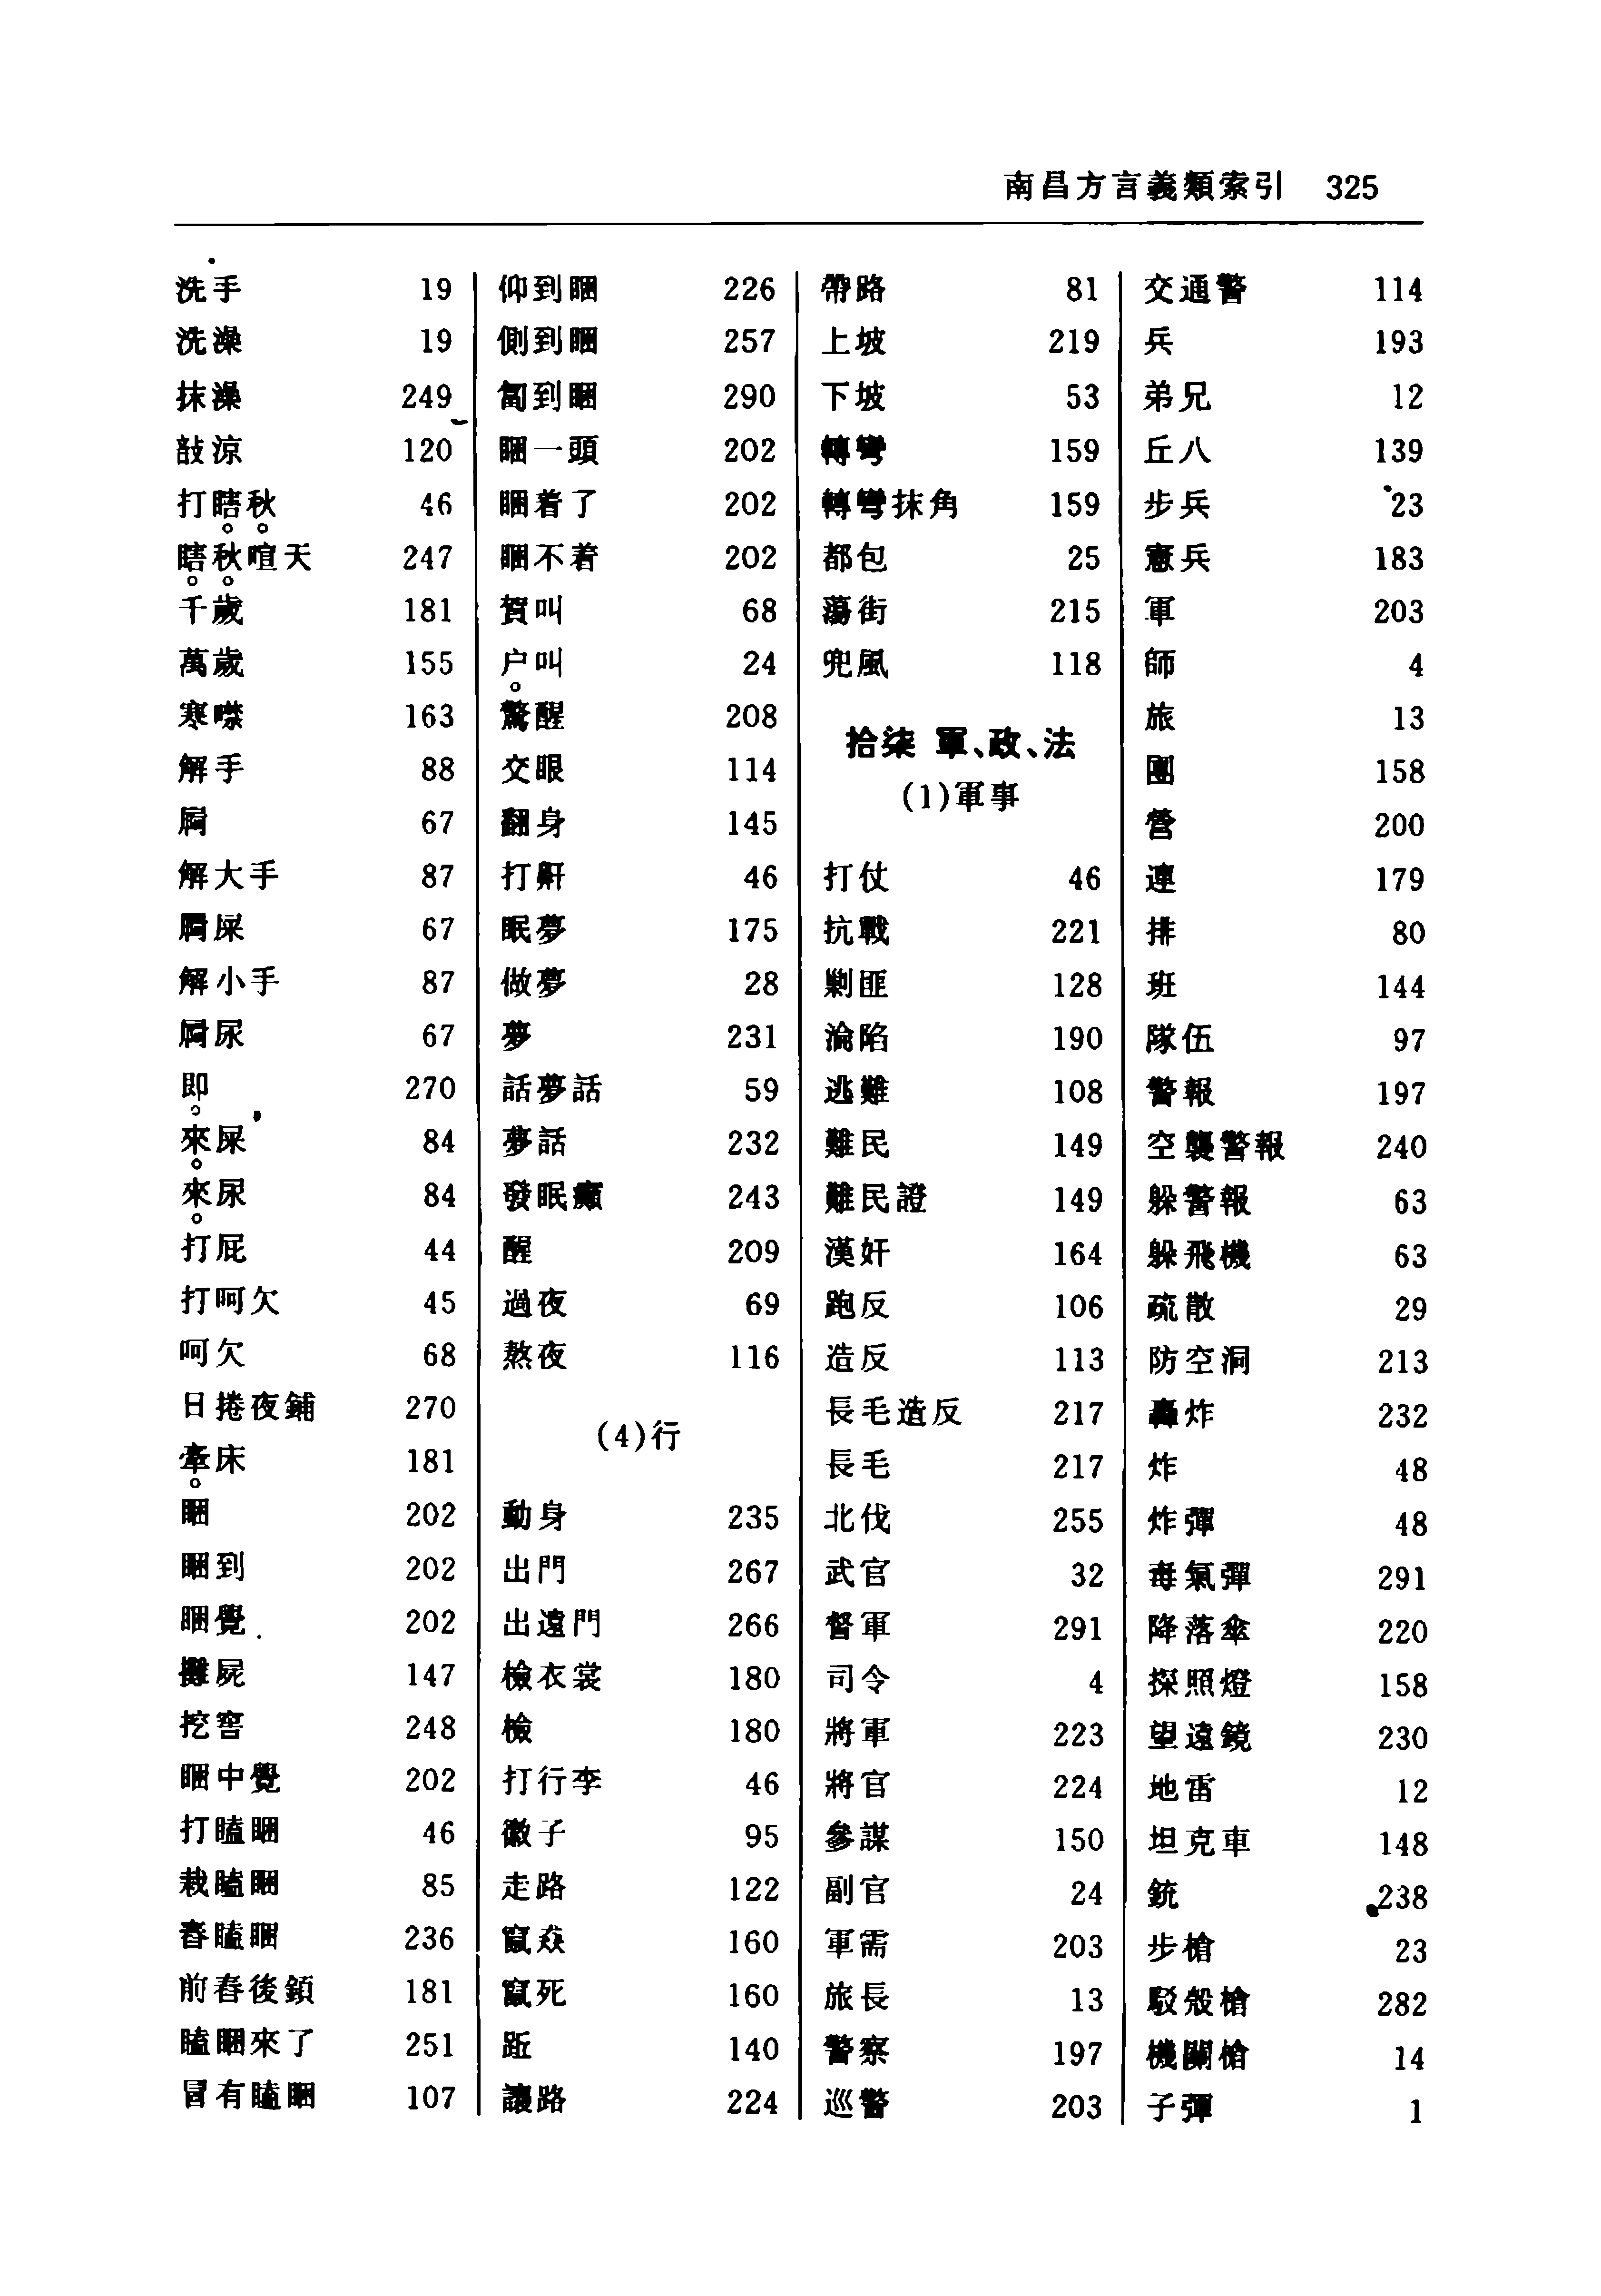 南昌方言義類索引 325
洗手 19
洗澡 19
抹澡 249
敨涼 120
打瞎秋 46
瞎秋喧天 247
千歲 181
萬歲 155
寒噤 163
解手 88
屙 67
解大手 87
屙屎 67
解小手 87
屙尿 67
即 270
來屎 84
來尿 84
打屁 44
打呵欠 45
呵欠 68
日捲夜鋪 270
牽床 181
睏 202
睏到 202
睏覺 202
攤屍 147
挖窖 248
睏中覺 202
打瞌睏 46
栽瞌睏 85
舂瞌睏 236
前舂後鎖 181
瞌睏來了 251
冒有瞌睏 107
仰到睏 226
側到睏 257
匐到睏 290
睏一頭 202
睏着了 202
睏不着 202
賀叫 68
户叫 24
驚醒 208
交眼 114
翻身 145
打鼾 46
眠夢 175
做夢 28
夢 231
話夢話 59
夢話 232
發眠癲 243
醒 209
過夜 69
熬夜 116
(4)行
動身 235
出門 267
出遠門 266
檢衣裳 180
檢 180
打行李 46
徽子 95
走路 122
竄猋 160
竄死 160
跖 140
讓路 224
帶路 81
上坡 219
下坡 53
轉彎 159
轉彎抹角 159
都包 25
蕩街 215
兜風 118
拾柒 軍、政、法
(1)軍事
打仗 46
抗戰 221
剿匪 128
淪陷 190
逃難 108
難民 149
難民證 149
漢奸 164
跑反 106
造反 113
長毛造反 217
長毛 217
北伐 255
武官 32
督軍 291
司令 4
將軍 223
將官 224
參謀 150
副官 24
軍需 203
旅長 13
警察 197
巡警 203
交通警 114
兵 193
弟兄 12
丘八 139
步兵 23
憲兵 183
軍 203
師 4
旅 13
團 158
營 200
連 179
排 80
班 144
隊伍 97
警報 197
空襲警報 240
躲警報 63
躲飛機 63
疏散 29
防空洞 213
轟炸 232
炸 48
炸彈 48
毒氣彈 291
降落傘 220
探照燈 158
望遠鏡 230
地雷 12
坦克車 148
銃 238
步槍 23
駁殼槍 282
機關槍 14
子彈 1